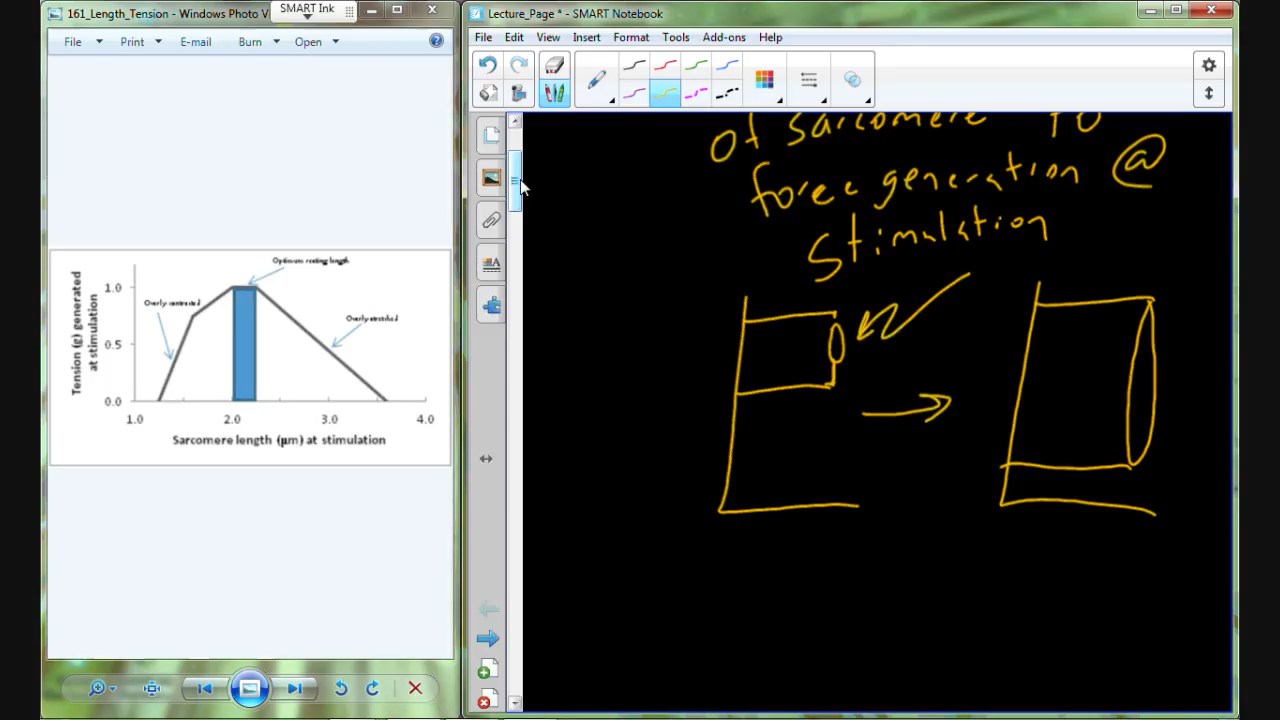 161_Length_Tension - Windows Photo V
SMART Ink
File Print E-mail Burn Open
Optimum resting length
Overly contracted
Overly stretched
Tension (g) generated
at stimulation
1.0
0.5
0.0
1.0 2.0 3.0 4.0
Sarcomere length (µm) at stimulation
Lecture_Page * - SMART Notebook
File Edit View Insert Format Tools Add-ons Help
of sarcomere to
force generation @
stimulation